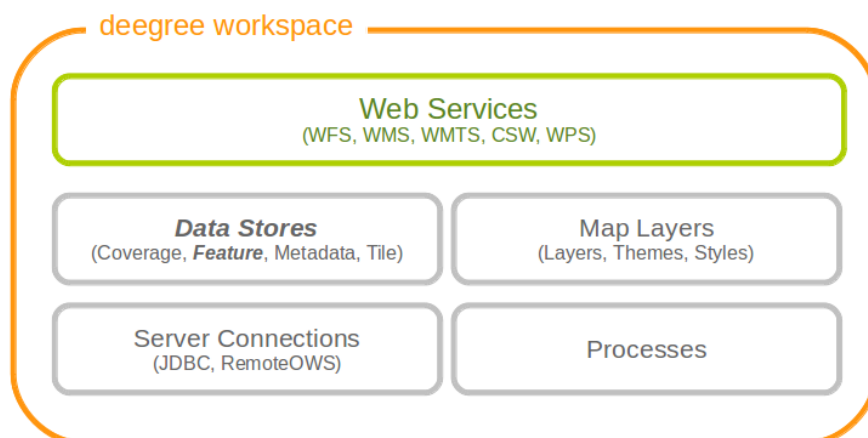 deegree workspace
Web Services
(WFS, WMS, WMTS, CSW, WPS)
Data Stores
(Coverage, Feature, Metadata, Tile)
Map Layers
(Layers, Themes, Styles)
Server Connections
(JDBC, RemoteOWS)
Processes